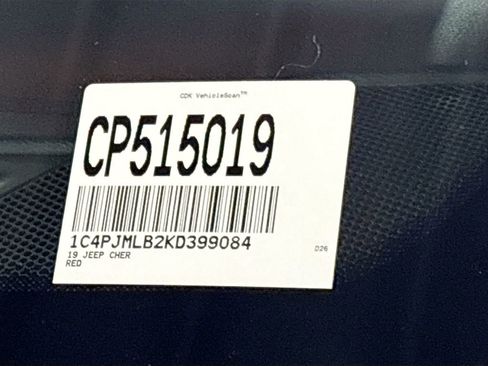 CDK VehicleScan™
CP515019
1C4PJMLB2KD399084
19 JEEP CHER
RED
D26